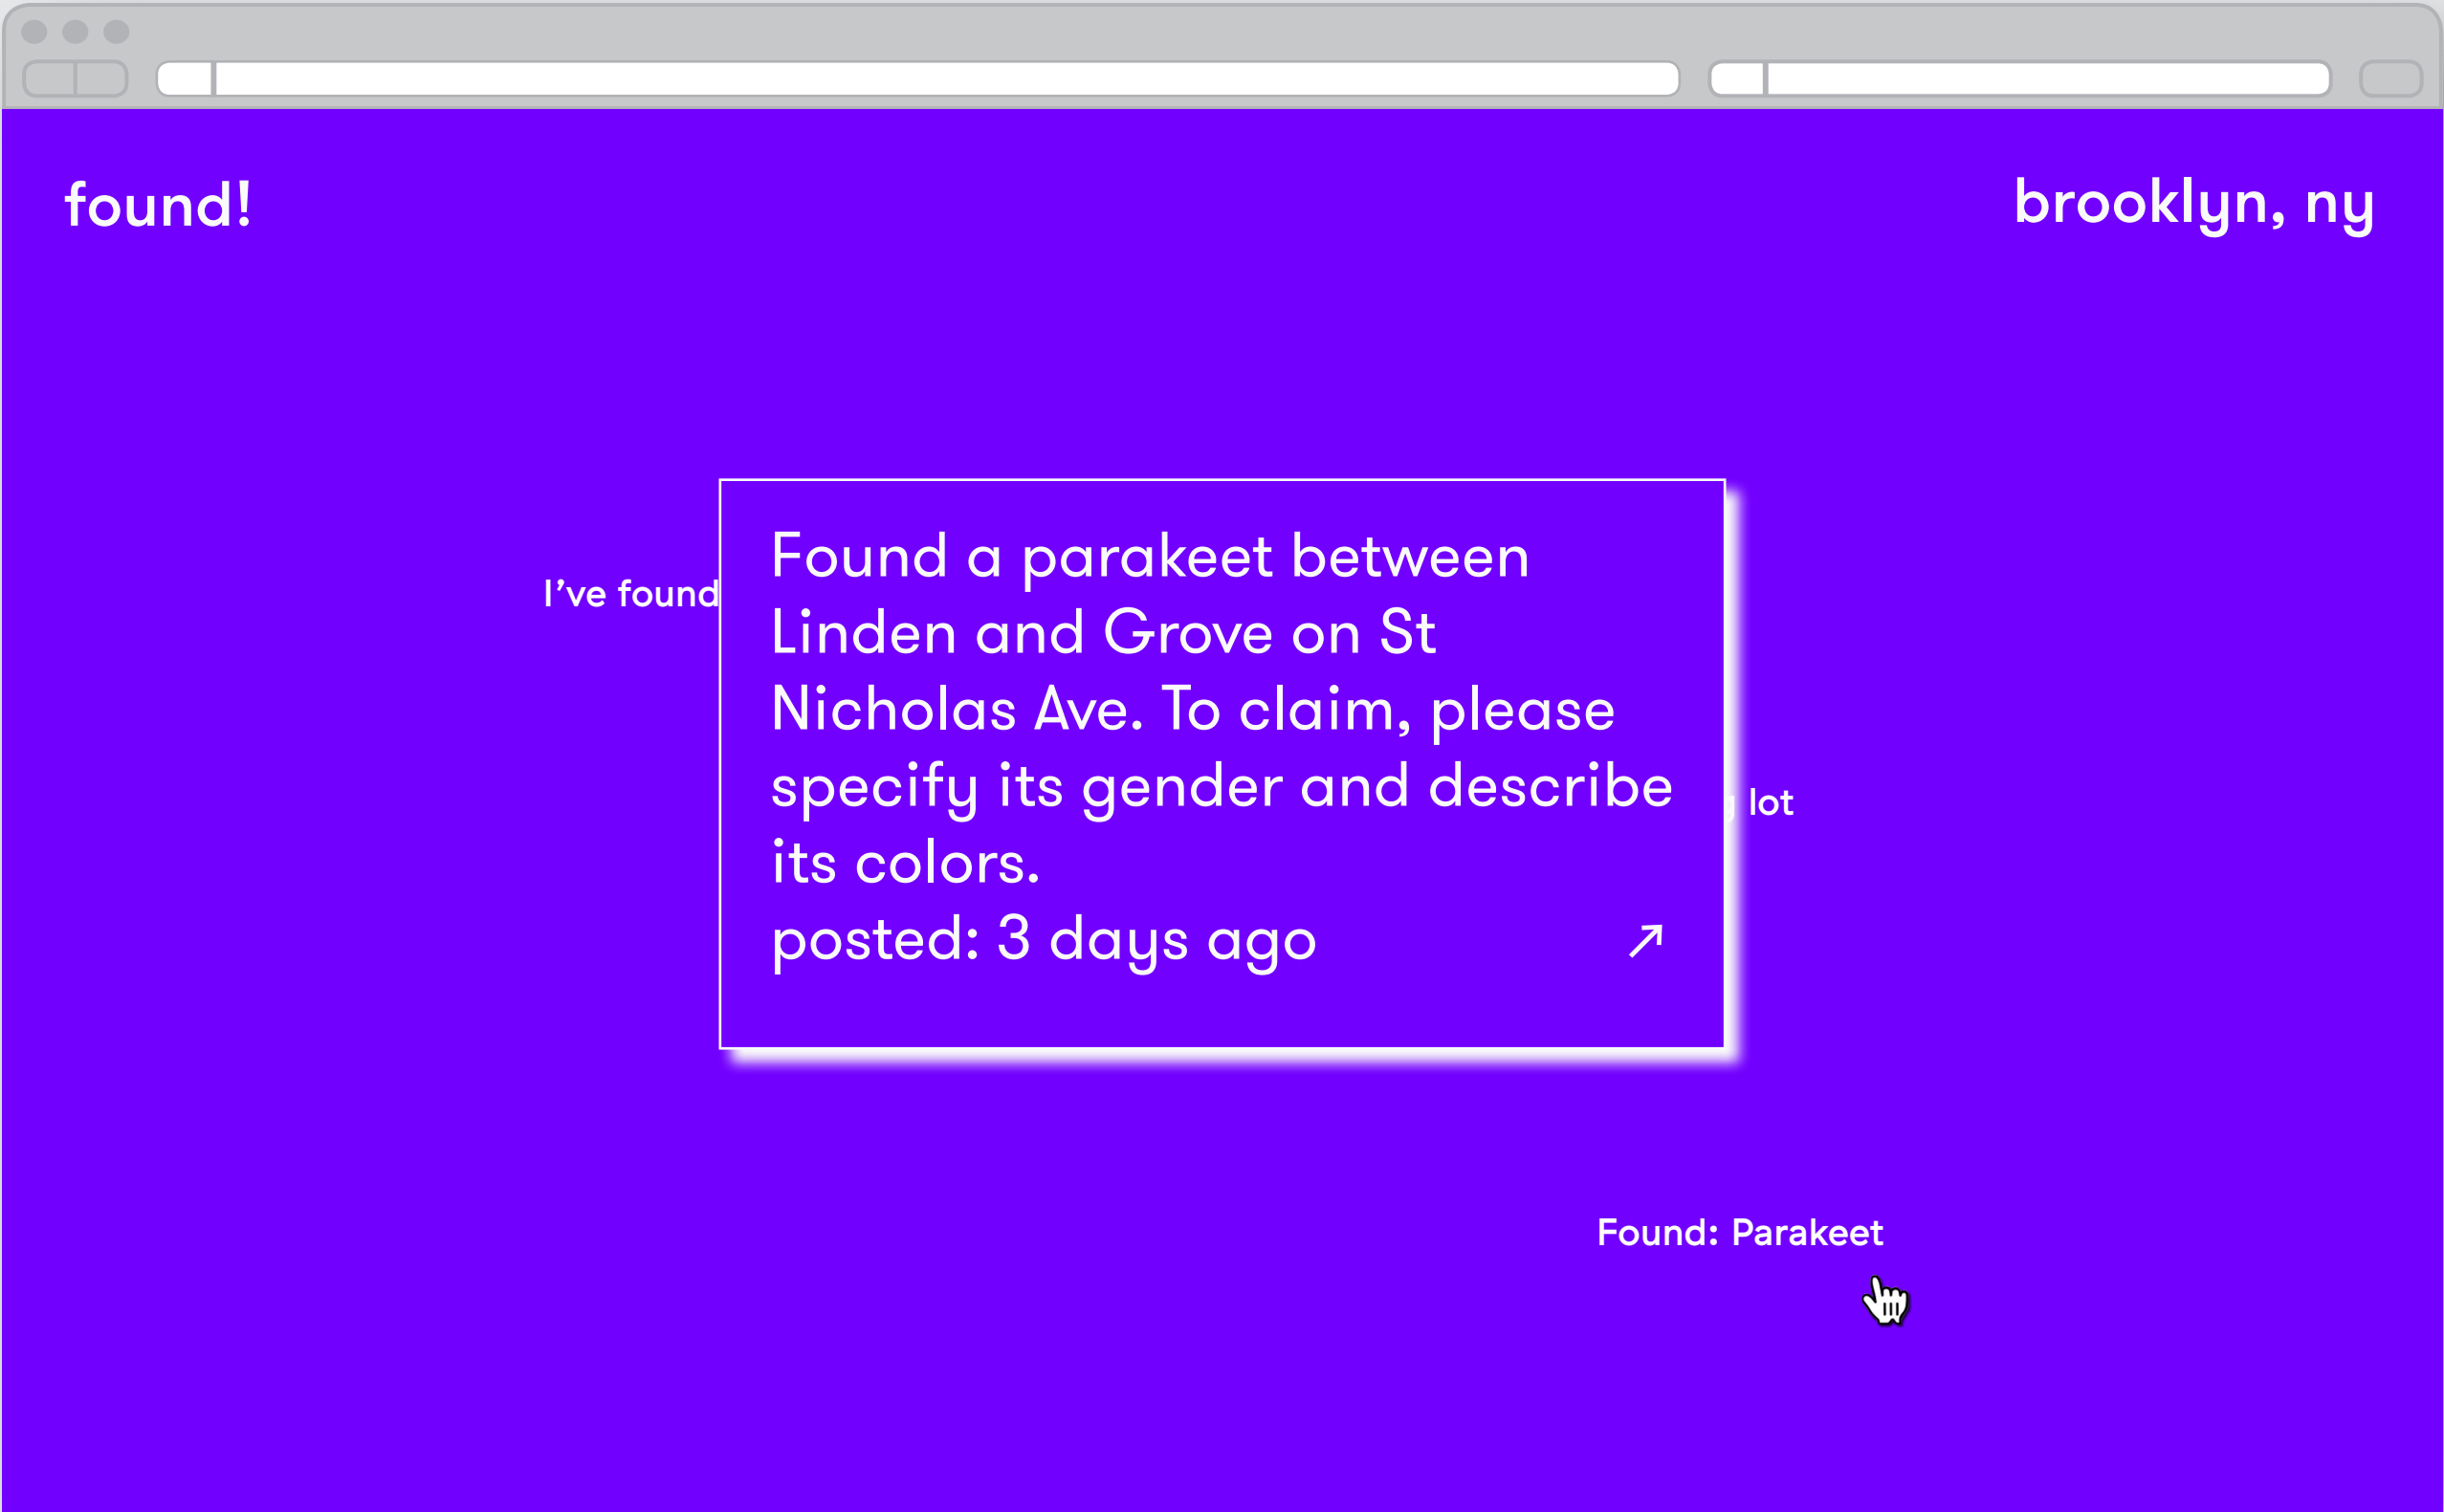 found!
brooklyn, ny
I've found
Found a parakeet between
Linden and Grove on St
Nicholas Ave. To claim, please
specify its gender and describe
its colors.
posted: 3 days ago
lot
Found: Parakeet